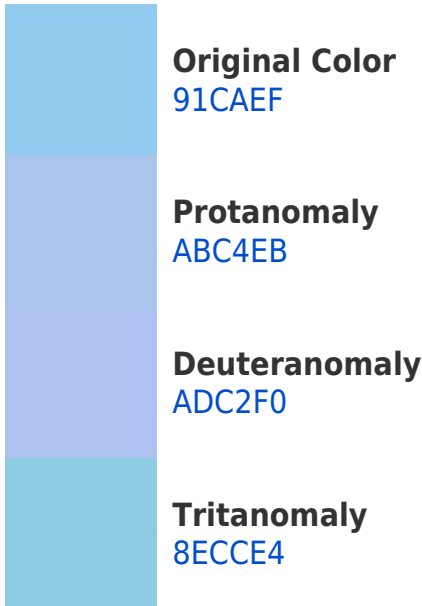 Original Color
91CAEF
Protanomaly
ABC4EB
Deuteranomaly
ADC2F0
Tritanomaly
8ECCE4